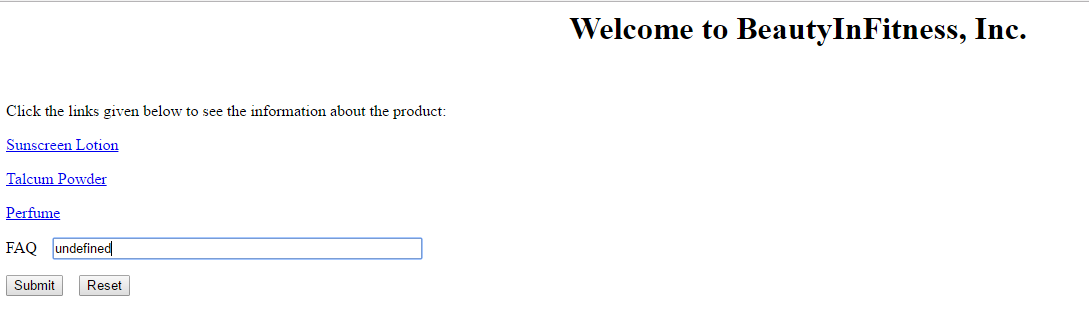 Welcome to BeautyInFitness, Inc.
Click the links given below to see the information about the product:
Sunscreen Lotion
Talcum Powder
Perfume
FAQ undefined
Submit Reset